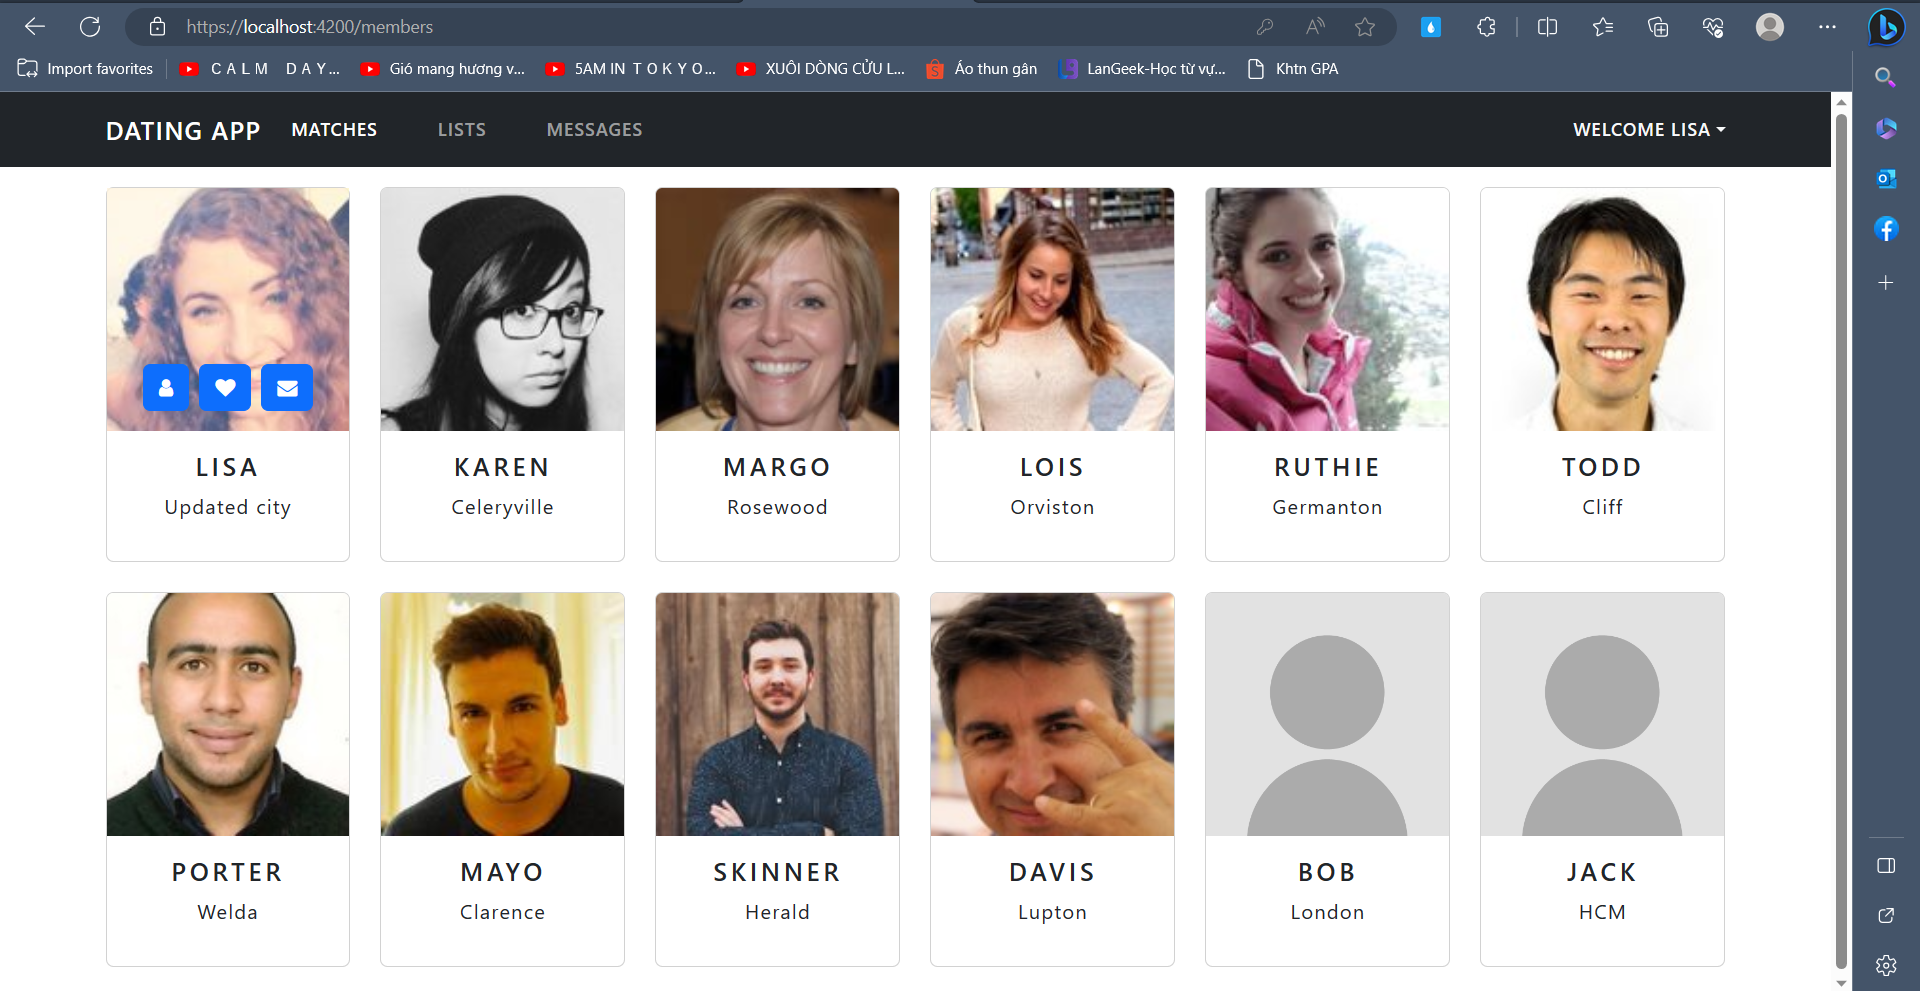 https://localhost:4200/members
Import favorites
C A L M D A Y...
Gió mang hương v...
5AM IN T O K Y O...
XUÔI DÒNG CỬU L...
Áo thun gân
LanGeek-Học từ vự...
Khtn GPA
DATING APP MATCHES LISTS MESSAGES WELCOME LISA
LISA
Updated city
KAREN
Celeryville
MARGO
Rosewood
LOIS
Orviston
RUTHIE
Germanton
TODD
Cliff
PORTER
Welda
MAYO
Clarence
SKINNER
Herald
DAVIS
Lupton
BOB
London
JACK
HCM